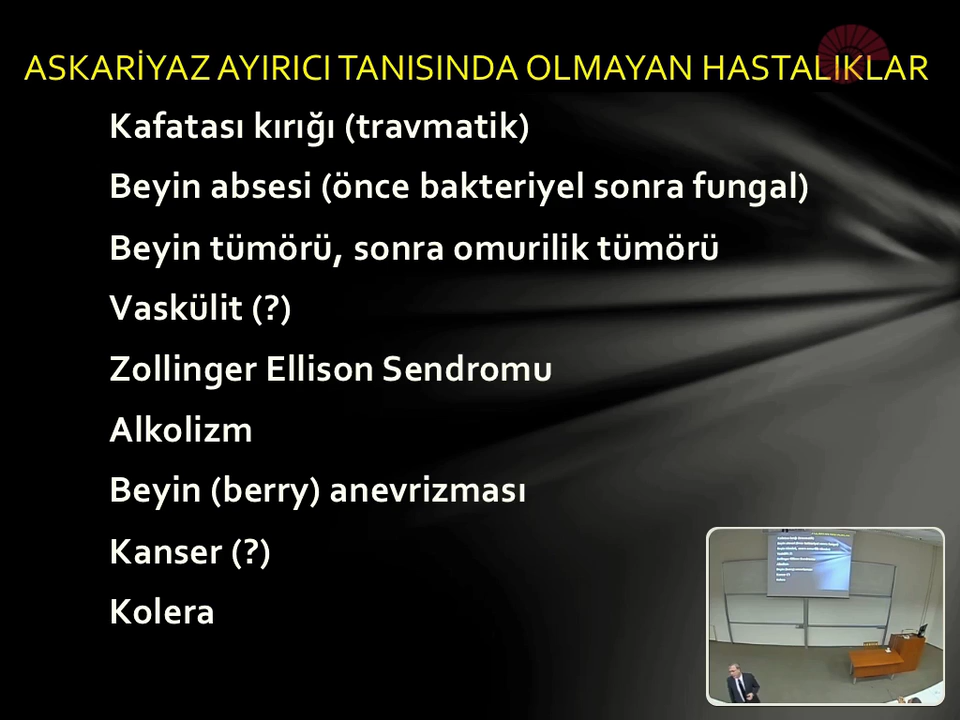 ASKARİYAZ AYIRICI TANISINDA OLMAYAN HASTALIKLAR
Kafatası kırığı (travmatik)
Beyin absesi (önce bakteriyel sonra fungal)
Beyin tümörü, sonra omurilik tümörü
Vaskülit (?)
Zollinger Ellison Sendromu
Alkolizm
Beyin (berry) anevrizması
Kanser (?)
Kolera